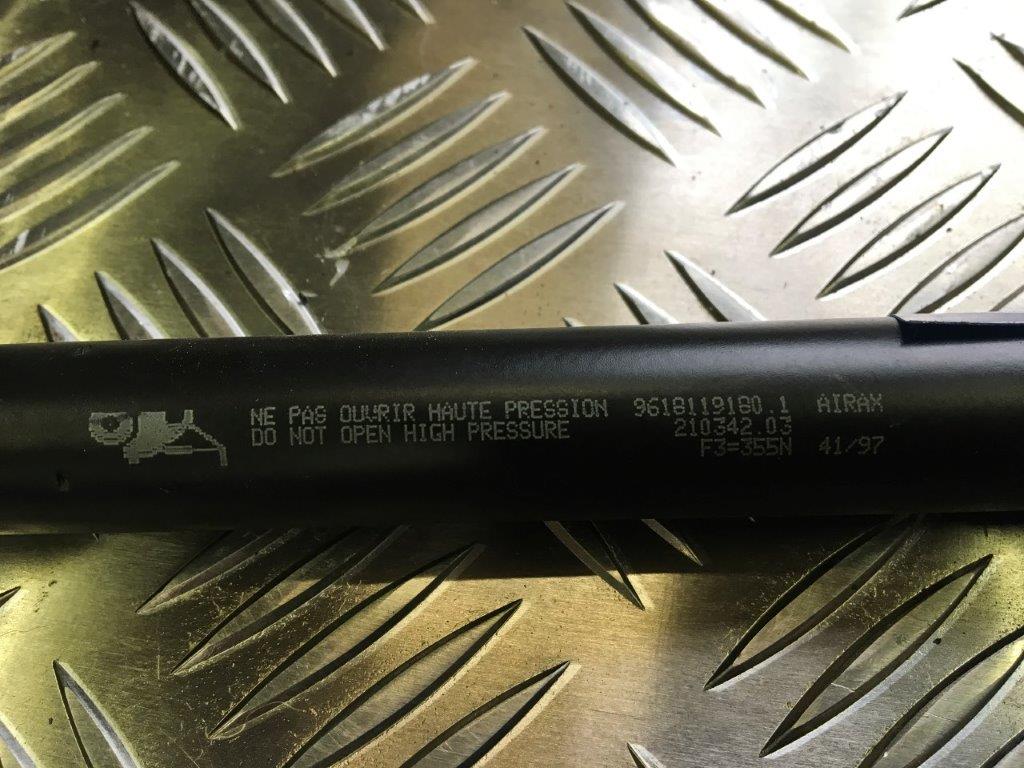 NE PAS OUVRIR HAUTE PRESSION 9618119180.1 AIRAX
DO NOT OPEN HIGH PRESSURE 210342.03
F3=355N 41/97